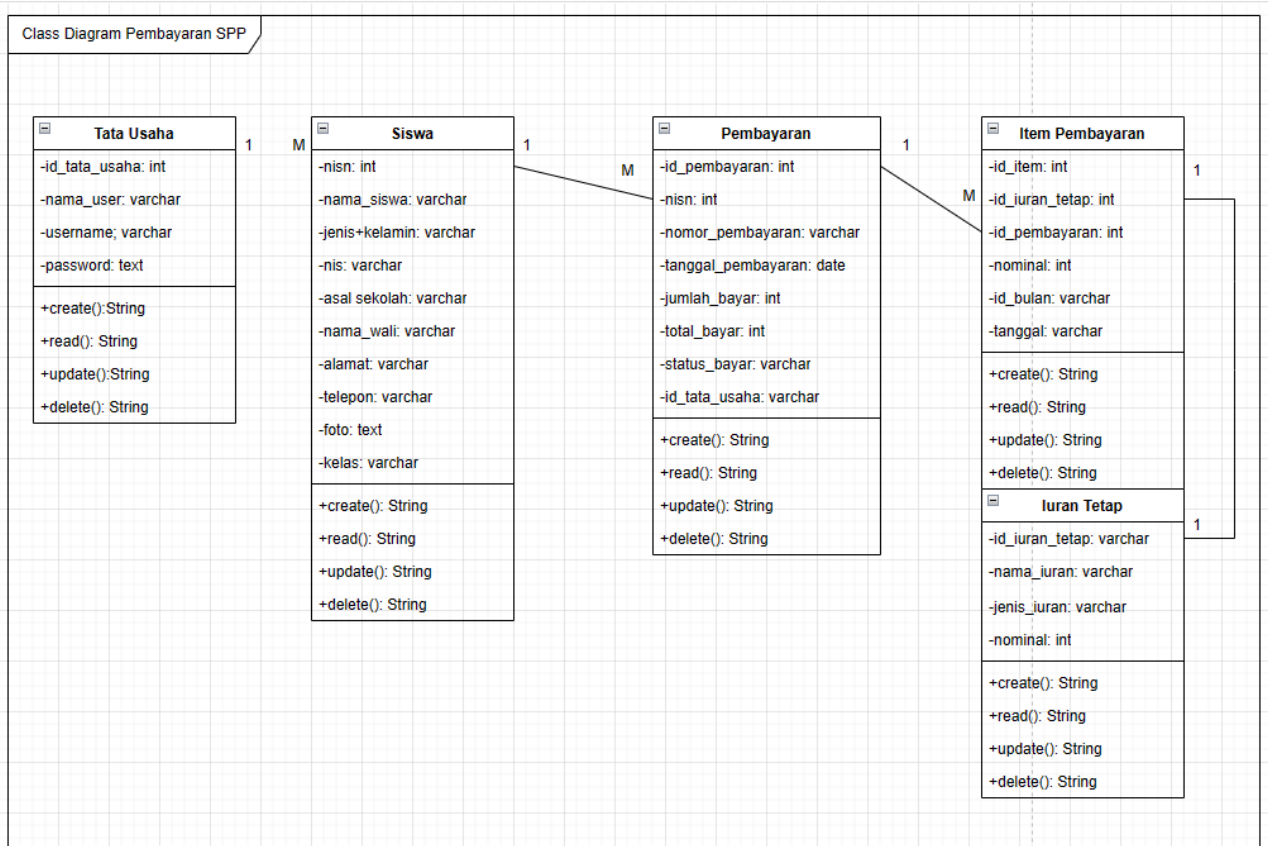 Class Diagram Pembayaran SPP
Tata Usaha
-id_tata_usaha: int
-nama_user: varchar
-username; varchar
-password: text
+create():String
+read(): String
+update():String
+delete(): String
1
M
Siswa
-nisn: int
-nama_siswa: varchar
-jenis+kelamin: varchar
-nis: varchar
-asal sekolah: varchar
-nama_wali: varchar
-alamat: varchar
-telepon: varchar
-foto: text
-kelas: varchar
+create(): String
+read(): String
+update(): String
+delete(): String
1
M
Pembayaran
-id_pembayaran: int
-nisn: int
-nomor_pembayaran: varchar
-tanggal_pembayaran: date
-jumlah_bayar: int
-total_bayar: int
-status_bayar: varchar
-id_tata_usaha: varchar
+create(): String
+read(): String
+update(): String
+delete(): String
1
M
Item Pembayaran
-id_item: int
-id_iuran_tetap: int
-id_pembayaran: int
-nominal: int
-id_bulan: varchar
-tanggal: varchar
+create(): String
+read(): String
+update(): String
+delete(): String
1
Iuran Tetap
-id_iuran_tetap: varchar
-nama_iuran: varchar
-jenis_iuran: varchar
-nominal: int
+create(): String
+read(): String
+update(): String
+delete(): String
1